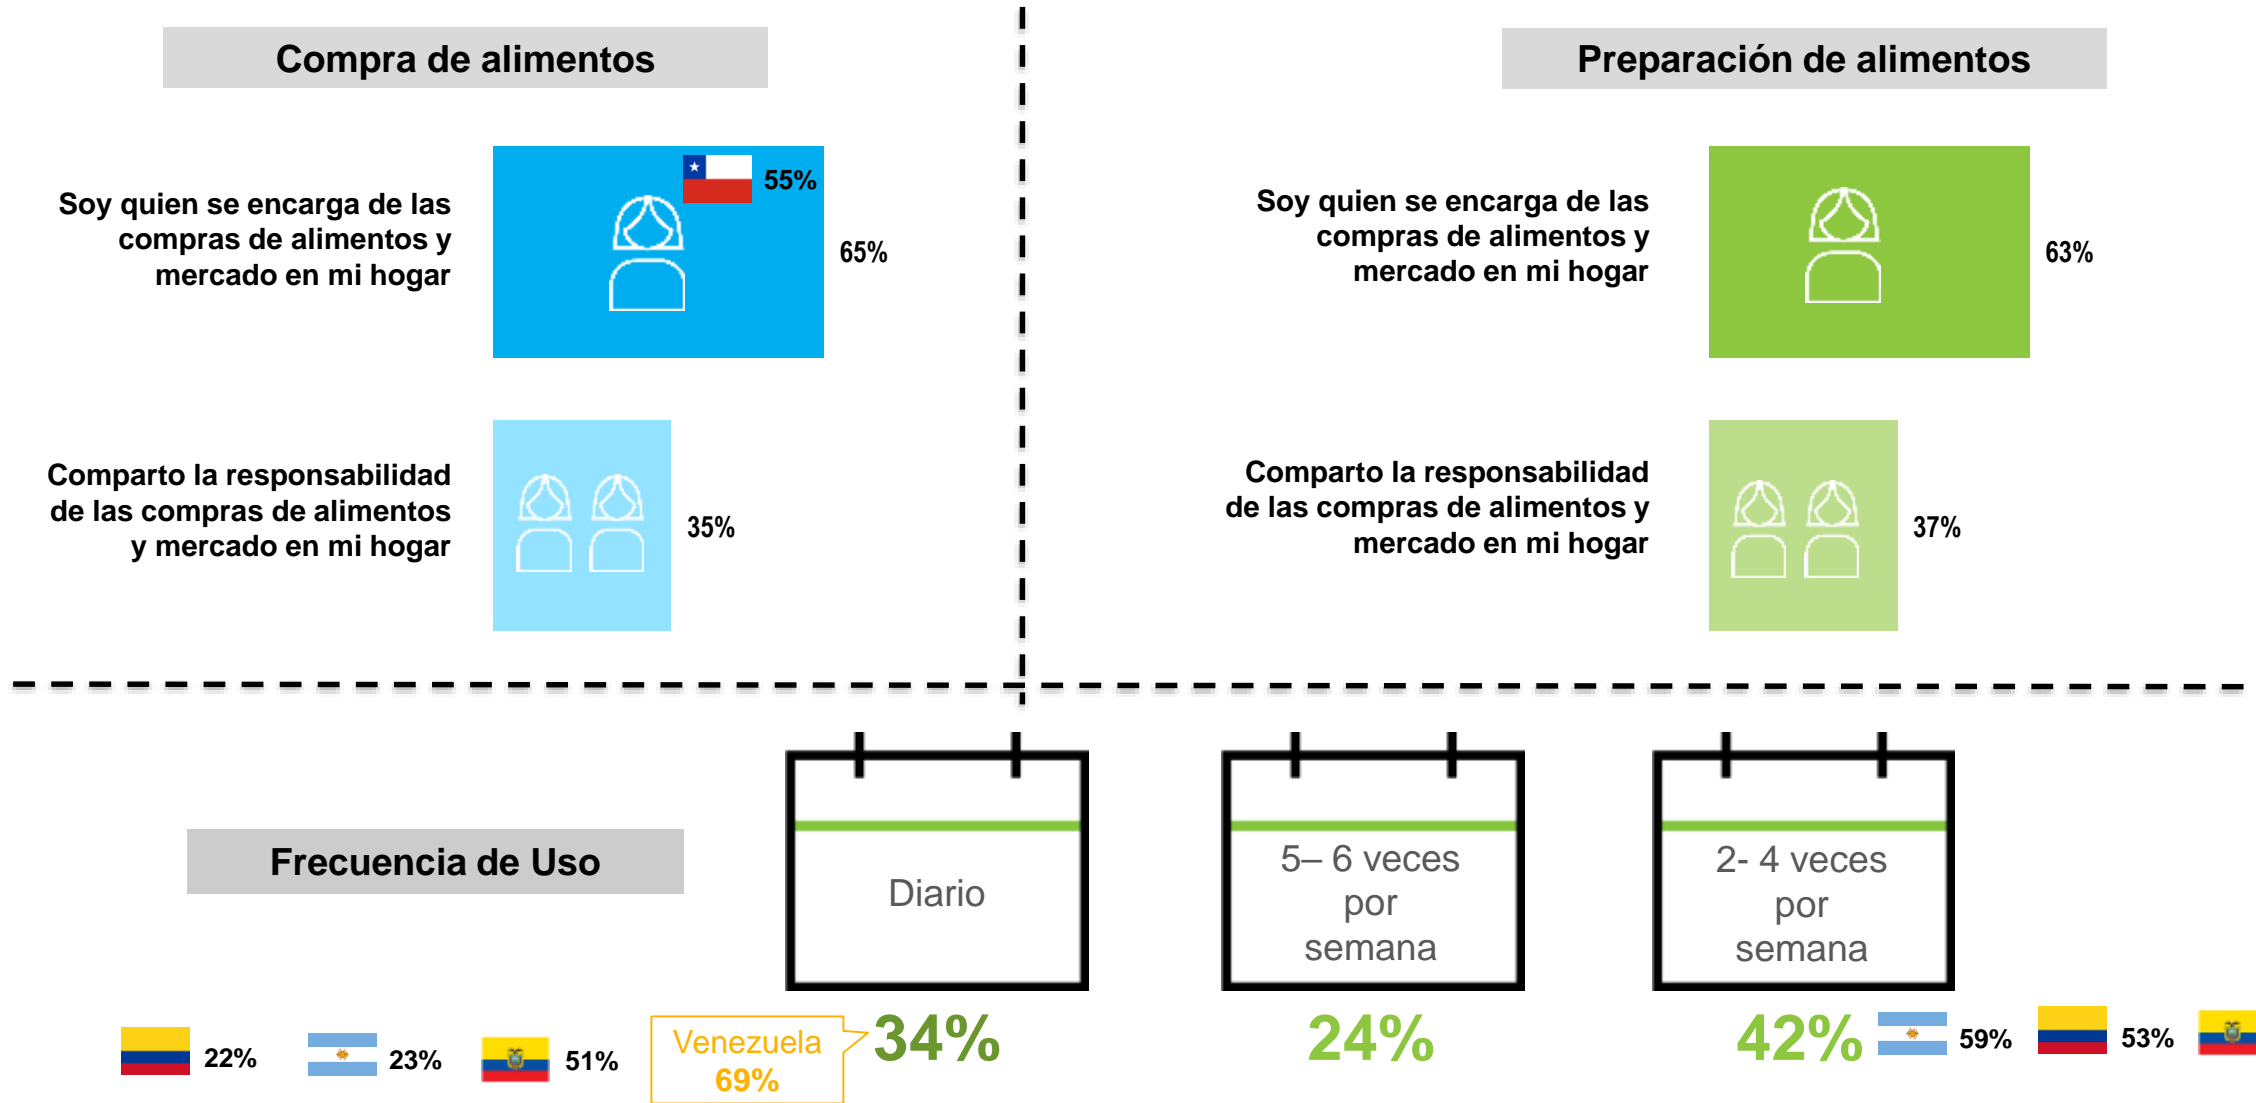 Compra de alimentos
Soy quien se encarga de las
compras de alimentos y
mercado en mi hogar
55%
65%
Comparto la responsabilidad
de las compras de alimentos
y mercado en mi hogar
35%
Preparación de alimentos
Soy quien se encarga de las
compras de alimentos y
mercado en mi hogar
63%
Comparto la responsabilidad
de las compras de alimentos y
mercado en mi hogar
37%
Frecuencia de Uso
Diario
5– 6 veces
por
semana
2- 4 veces
por
semana
22%
23%
51%
Venezuela
69%
34%
24%
42%
59%
53%